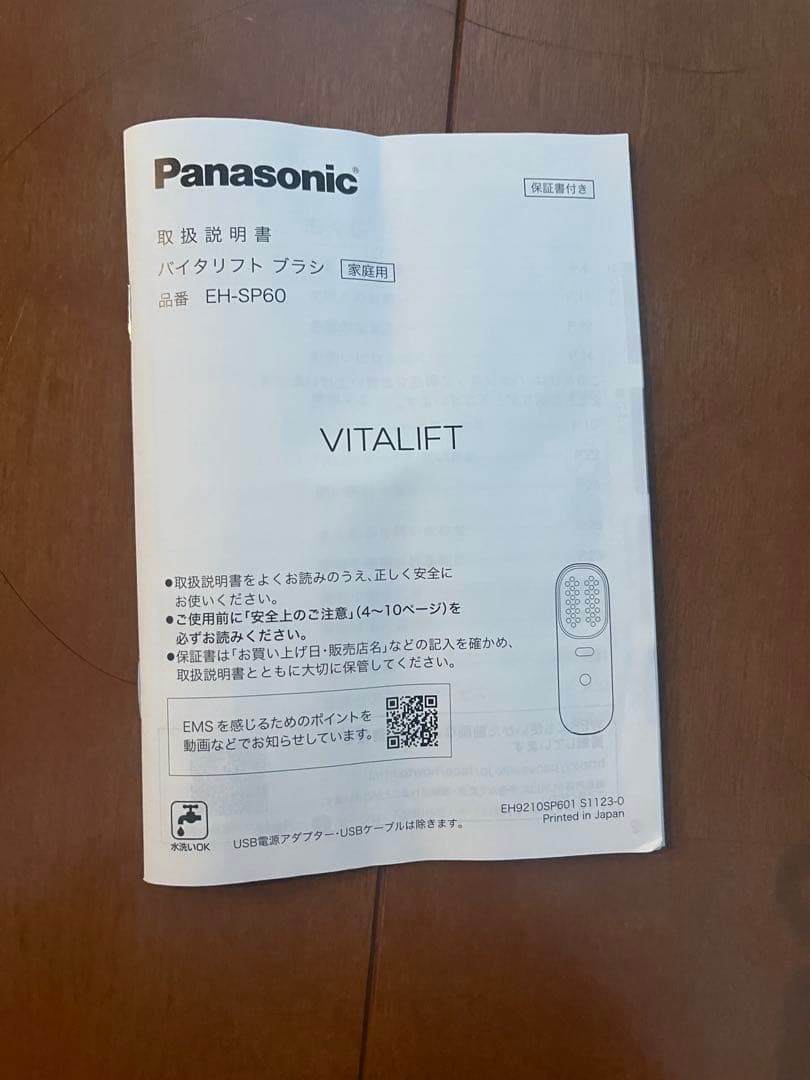 Panasonic®
保証書付き
取扱説明書
バイタリフト ブラシ 家庭用
品番 EH-SP60
VITALIFT
●取扱説明書をよくお読みのうえ、正しく安全に
お使いください。
●ご使用前に「安全上のご注意」（4～10ページ）を
必ずお読みください。
●保証書は「お買い上げ日・販売店名」などの記入を確かめ、
取扱説明書とともに大切に保管してください。
EMSを感じるためのポイントを
動画などでお知らせしています。
水洗いOK
USB電源アダプター・USBケーブルは除きます。
EH9210SP601 S1123-0
Printed in Japan